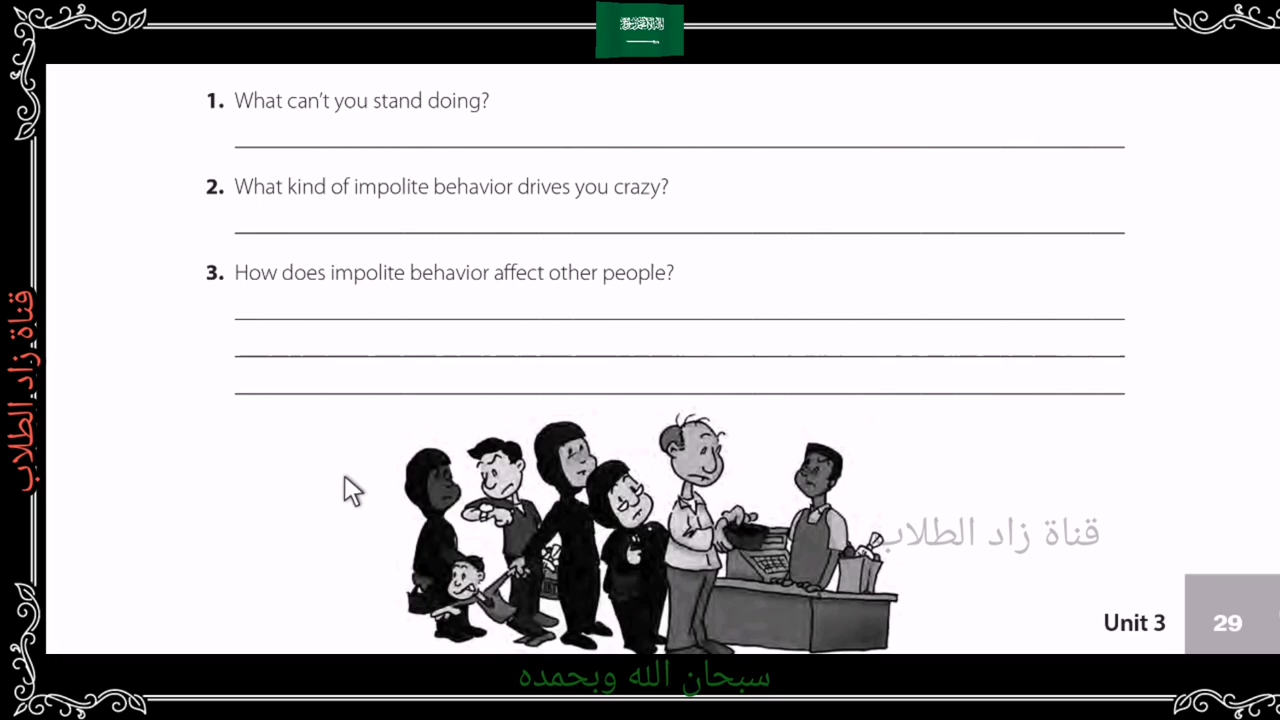 1. What can't you stand doing?
2. What kind of impolite behavior drives you crazy?
3. How does impolite behavior affect other people?
قناة زاد الطلاب
قناة زاد الطلاب
Unit 3 29
سبحان الله وبحمده